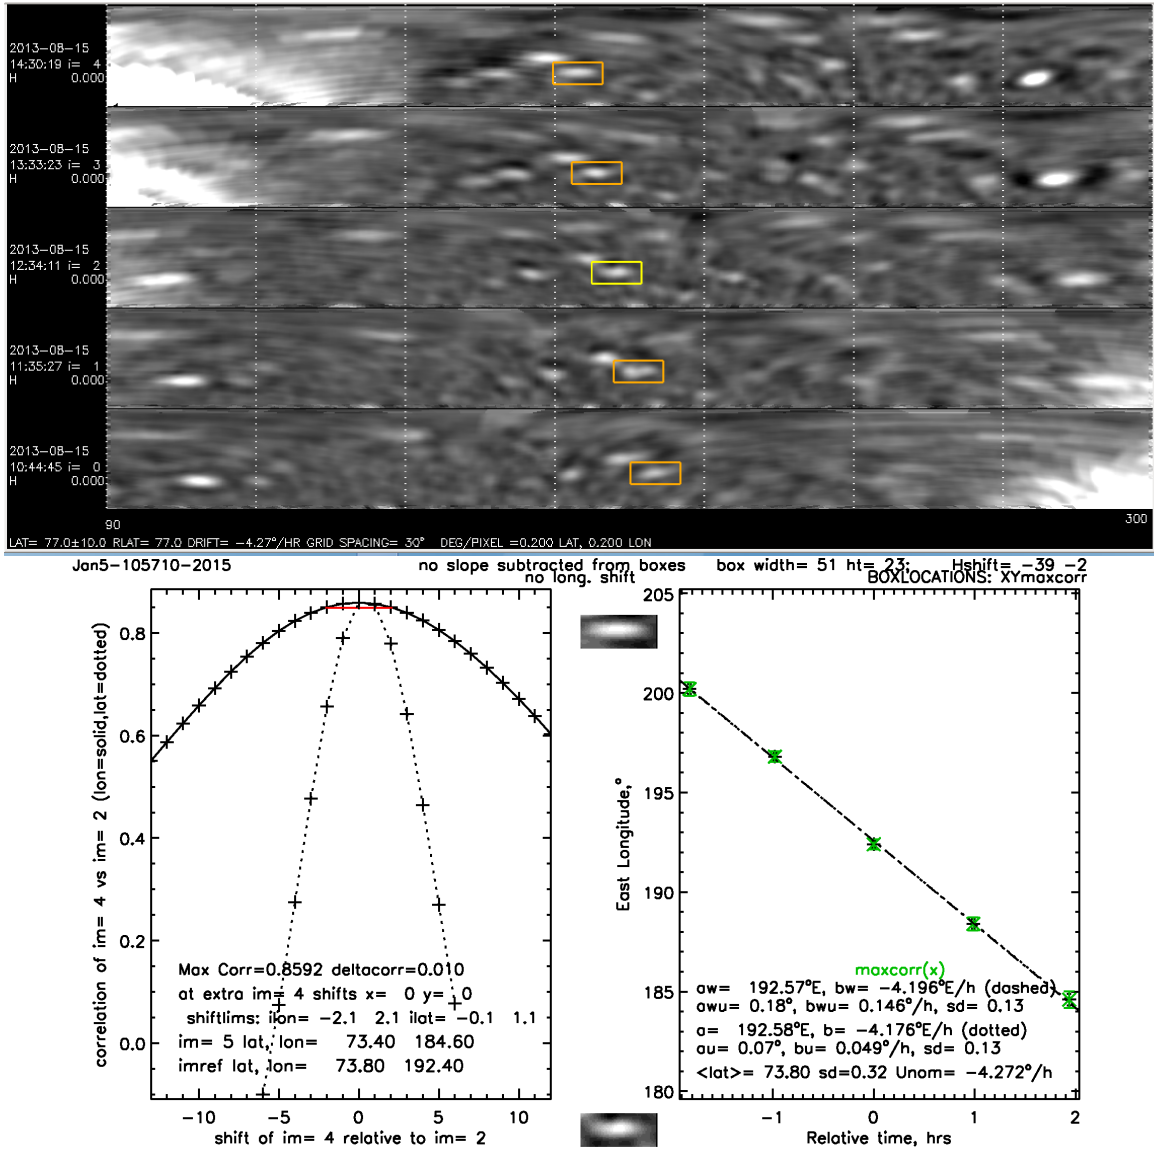 2013-08-15
14:30:19 i= 4
H 0.000
2013-08-15
13:33:23 i= 3
H 0.000
2013-08-15
12:34:11 i= 2
H 0.000
2013-08-15
11:35:27 i= 1
H 0.000
2013-08-15
10:44:45 i= 0
H 0.000
90 300
LAT= 77.0±10.0 RLAT= 77.0 DRIFT= -4.27°/HR GRID SPACING= 30° DEG/PIXEL =0.200 LAT, 0.200 LON
Jan5-105710-2015 no slope subtracted from boxes box width= 51 ht= 23: Hshift= -39 -2
no long. shift BOXLOCATIONS: XYmaxcorr
correlation of im= 4 vs im= 2 (lon=solid,lat=dotted)
0.8
0.6
0.4
0.2
0.0
Max Corr=0.8592 deltacorr=0.010
at extra im= 4 shifts x= 0 y= 0
shiftlims: ilon= -2.1 2.1 ilat= -0.1 1.1
im= 5 lat, lon= 73.40 184.60
imref lat, lon= 73.80 192.40
-10 -5 0 5 10
shift of im= 4 relative to im= 2
East Longitude,°
205
200
195
190
185
180
maxcorr(x)
aw= 192.57°E, bw= -4.196°E/h (dashed)
awu= 0.18°, bwu= 0.146°/h, sd= 0.13
a= 192.58°E, b= -4.176°E/h (dotted)
au= 0.07°, bu= 0.049°/h, sd= 0.13
<lat>= 73.80 sd=0.32 Unom= -4.272°/h
-1 0 1 2
Relative time, hrs